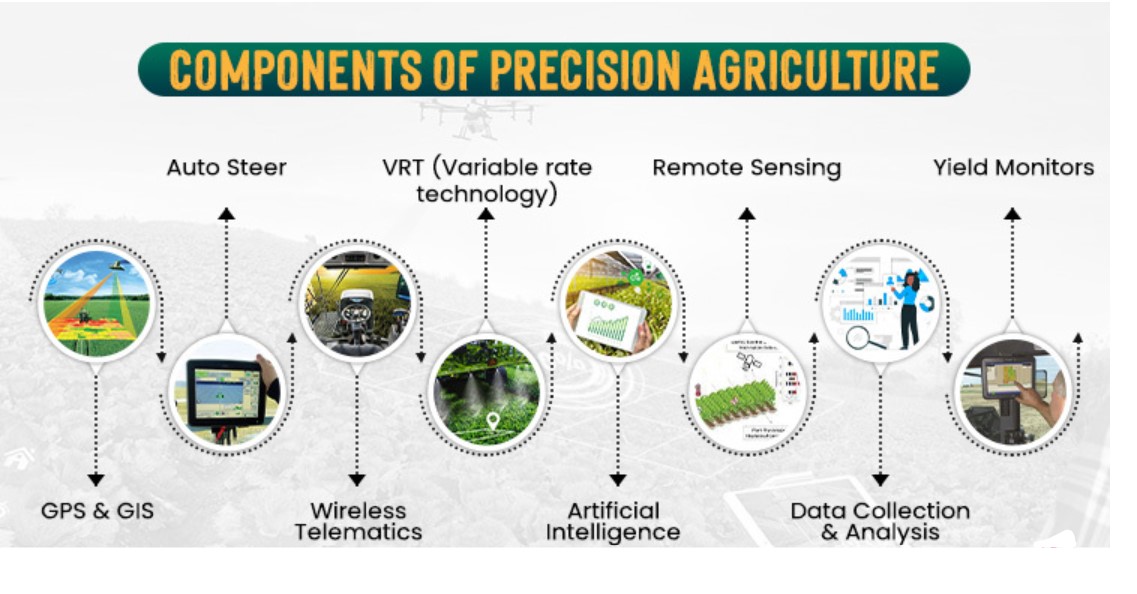 COMPONENTS OF PRECISION AGRICULTURE
Auto Steer
VRT (Variable rate
technology)
Remote Sensing
Yield Monitors
GPS & GIS
Wireless
Telematics
Artificial
Intelligence
Data Collection
& Analysis